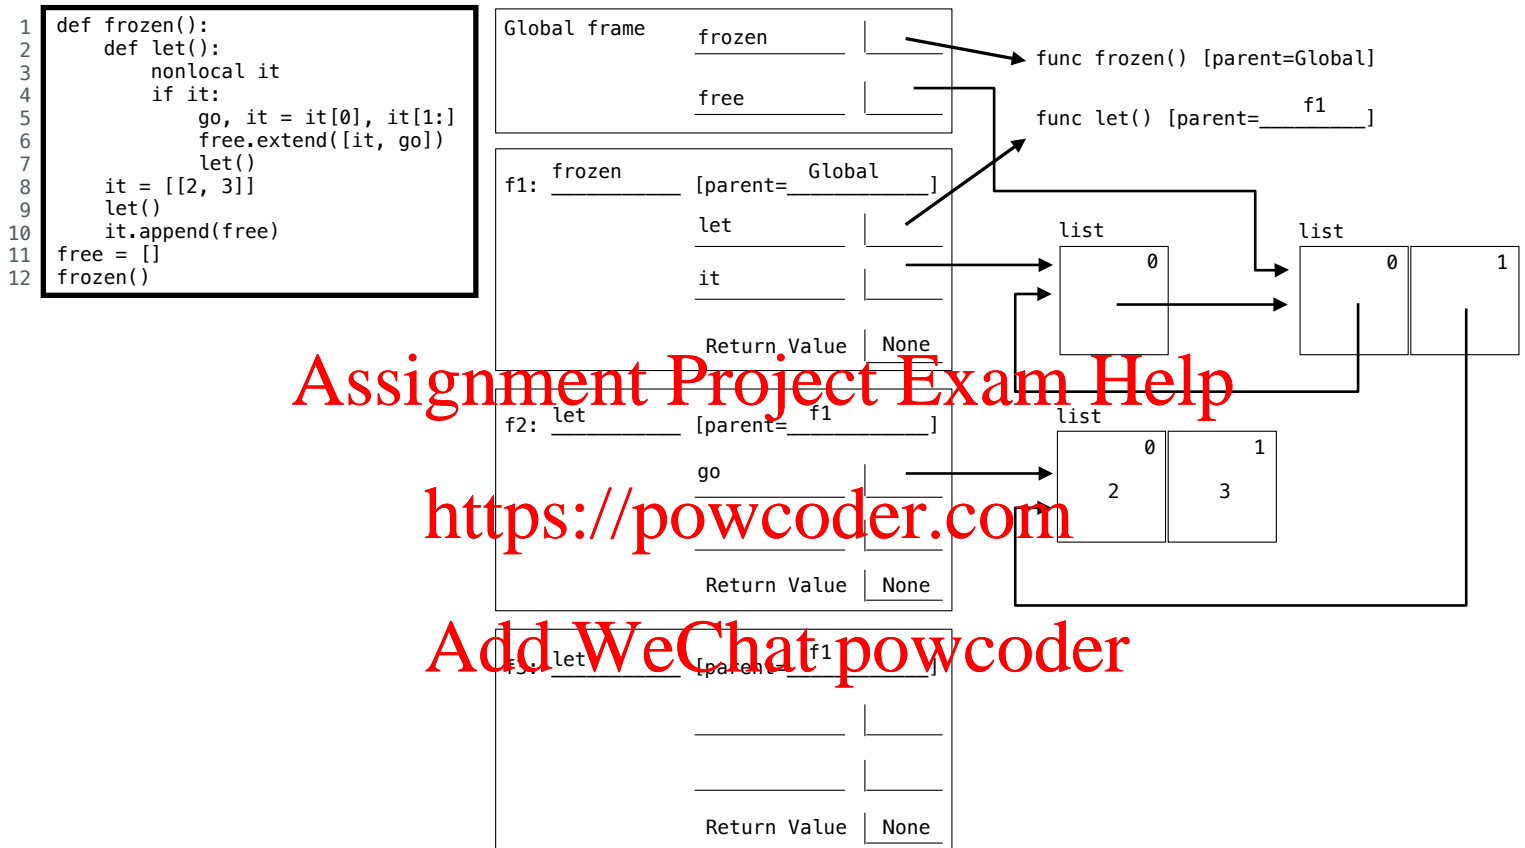 1 def frozen():
2     def let():
3         nonlocal it
4         if it:
5             go, it = it[0], it[1:]
6             free.extend([it, go])
7             let()
8     it = [[2, 3]]
9     let()
10     it.append(free)
11 free = []
12 frozen()
Global frame
frozen
free
func frozen() [parent=Global]
func let() [parent=f1]
f1: frozen [parent=Global]
let
it
Return Value None
list
0
list
0 1
Assignment Project Exam Help
f2: let [parent=f1]
go
Return Value None
list
0 1
2 3
https://powcoder.com
Add WeChat powcoder
f3: let [parent=f1]
Return Value None